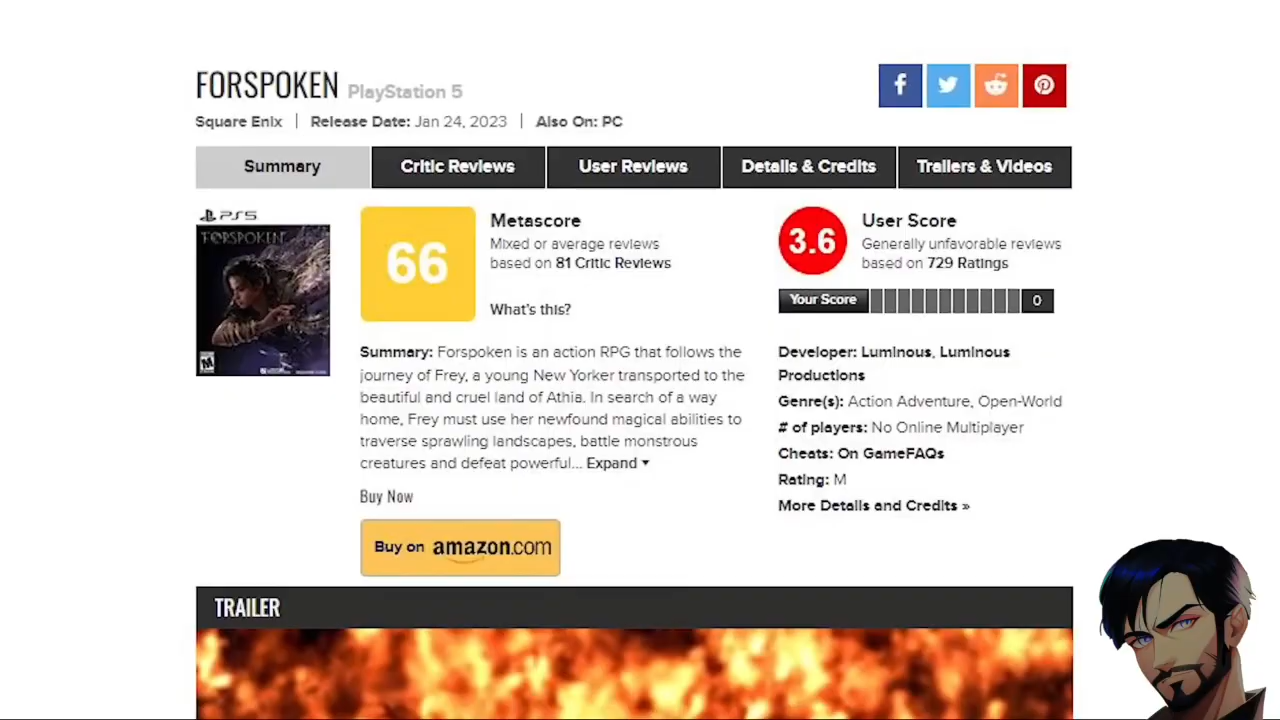 FORSPOKEN PlayStation 5
Square Enix | Release Date: Jan 24, 2023 | Also On: PC
Summary Critic Reviews User Reviews Details & Credits Trailers & Videos
PS5
FORSPOKEN
66
Metascore
Mixed or average reviews
based on 81 Critic Reviews
What's this?
3.6
User Score
Generally unfavorable reviews
based on 729 Ratings
Your Score 0
Summary: Forspoken is an action RPG that follows the
journey of Frey, a young New Yorker transported to the
beautiful and cruel land of Athia. In search of a way
home, Frey must use her newfound magical abilities to
traverse sprawling landscapes, battle monstrous
creatures and defeat powerful... Expand
Buy Now
Buy on amazon.com
Developer: Luminous, Luminous
Productions
Genre(s): Action Adventure, Open-World
# of players: No Online Multiplayer
Cheats: On GameFAQs
Rating: M
More Details and Credits »
TRAILER